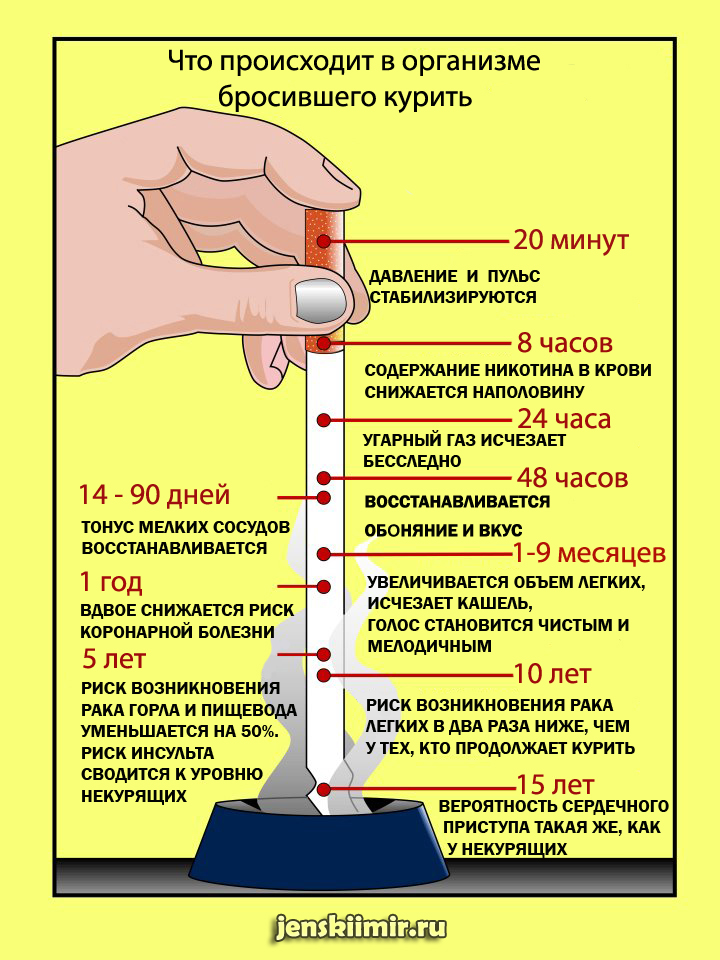 Что происходит в организме
бросившего курить
20 минут
ДАВЛЕНИЕ И ПУЛЬС
СТАБИЛИЗИРУЮТСЯ
8 часов
СОДЕРЖАНИЕ НИКОТИНА В КРОВИ
СНИЖАЕТСЯ НАПОЛОВИНУ
24 часа
УГАРНЫЙ ГАЗ ИСЧЕЗАЕТ
БЕССЛЕДНО
48 часов
ВОССТАНАВЛИВАЕТСЯ
ОБОНЯНИЕ И ВКУС
14 - 90 дней
ТОНУС МЕЛКИХ СОСУДОВ
ВОССТАНАВЛИВАЕТСЯ
1-9 месяцев
УВЕЛИЧИВАЕТСЯ ОБЪЕМ ЛЕГКИХ,
ИСЧЕЗАЕТ КАШЕЛЬ,
ГОЛОС СТАНОВИТСЯ ЧИСТЫМ И
МЕЛОДИЧНЫМ
1 год
ВДВОЕ СНИЖАЕТСЯ РИСК
КОРОНАРНОЙ БОЛЕЗНИ
5 лет
РИСК ВОЗНИКНОВЕНИЯ
РАКА ГОРЛА И ПИЩЕВОДА
УМЕНЬШАЕТСЯ НА 50%.
РИСК ИНСУЛЬТА
СВОДИТСЯ К УРОВНЮ
НЕКУРЯЩИХ
10 лет
РИСК ВОЗНИКНОВЕНИЯ РАКА
ЛЕГКИХ В ДВА РАЗА НИЖЕ, ЧЕМ
У ТЕХ, КТО ПРОДОЛЖАЕТ КУРИТЬ
15 лет
ВЕРОЯТНОСТЬ СЕРДЕЧНОГО
ПРИСТУПА ТАКАЯ ЖЕ, КАК
У НЕКУРЯЩИХ
jenskiimir.ru